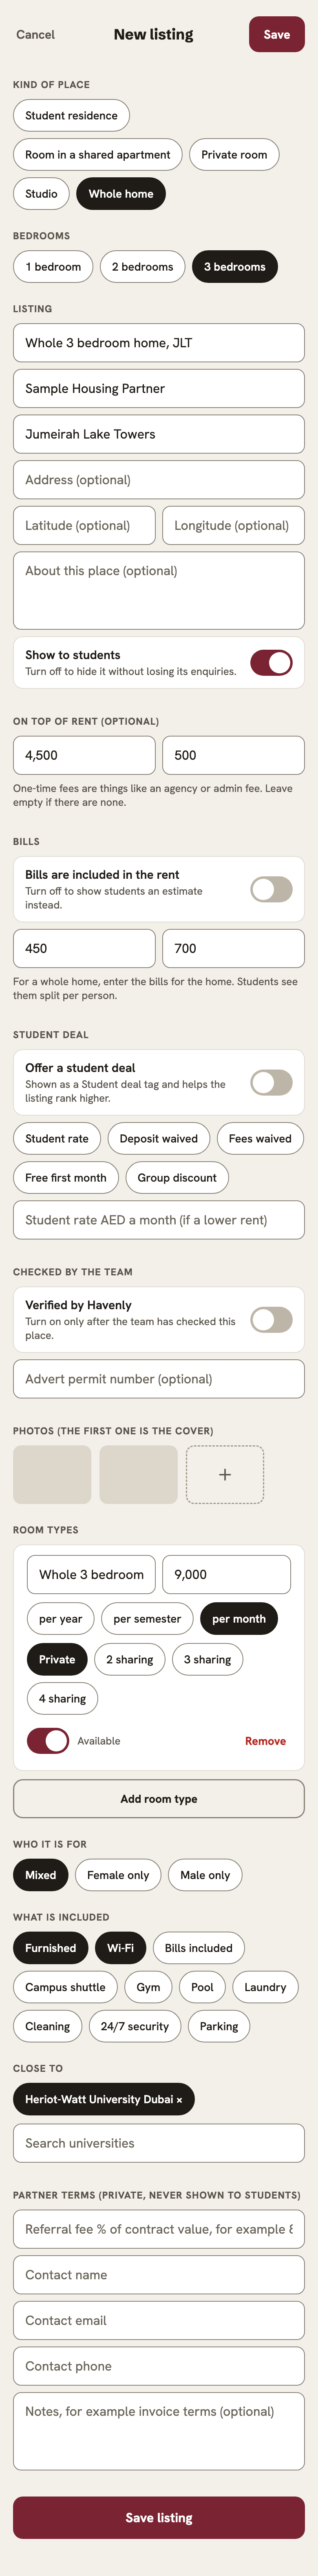 Cancel
New listing
Save
KIND OF PLACE
Student residence
Room in a shared apartment
Private room
Studio
Whole home
BEDROOMS
1 bedroom
2 bedrooms
3 bedrooms
LISTING
Whole 3 bedroom home, JLT
Sample Housing Partner
Jumeirah Lake Towers
Address (optional)
Latitude (optional)
Longitude (optional)
About this place (optional)
Show to students
Turn off to hide it without losing its enquiries.
ON TOP OF RENT (OPTIONAL)
4,500
500
One-time fees are things like an agency or admin fee. Leave
empty if there are none.
BILLS
Bills are included in the rent
Turn off to show students an estimate
instead.
450
700
For a whole home, enter the bills for the home. Students see
them split per person.
STUDENT DEAL
Offer a student deal
Shown as a Student deal tag and helps the
listing rank higher.
Student rate
Deposit waived
Fees waived
Free first month
Group discount
Student rate AED a month (if a lower rent)
CHECKED BY THE TEAM
Verified by Havenly
Turn on only after the team has checked this
place.
Advert permit number (optional)
PHOTOS (THE FIRST ONE IS THE COVER)
+
ROOM TYPES
Whole 3 bedroom
9,000
per year
per semester
per month
Private
2 sharing
3 sharing
4 sharing
Available
Remove
Add room type
WHO IT IS FOR
Mixed
Female only
Male only
WHAT IS INCLUDED
Furnished
Wi-Fi
Bills included
Campus shuttle
Gym
Pool
Laundry
Cleaning
24/7 security
Parking
CLOSE TO
Heriot-Watt University Dubai ×
Search universities
PARTNER TERMS (PRIVATE, NEVER SHOWN TO STUDENTS)
Referral fee % of contract value, for example
Contact name
Contact email
Contact phone
Notes, for example invoice terms (optional)
Save listing